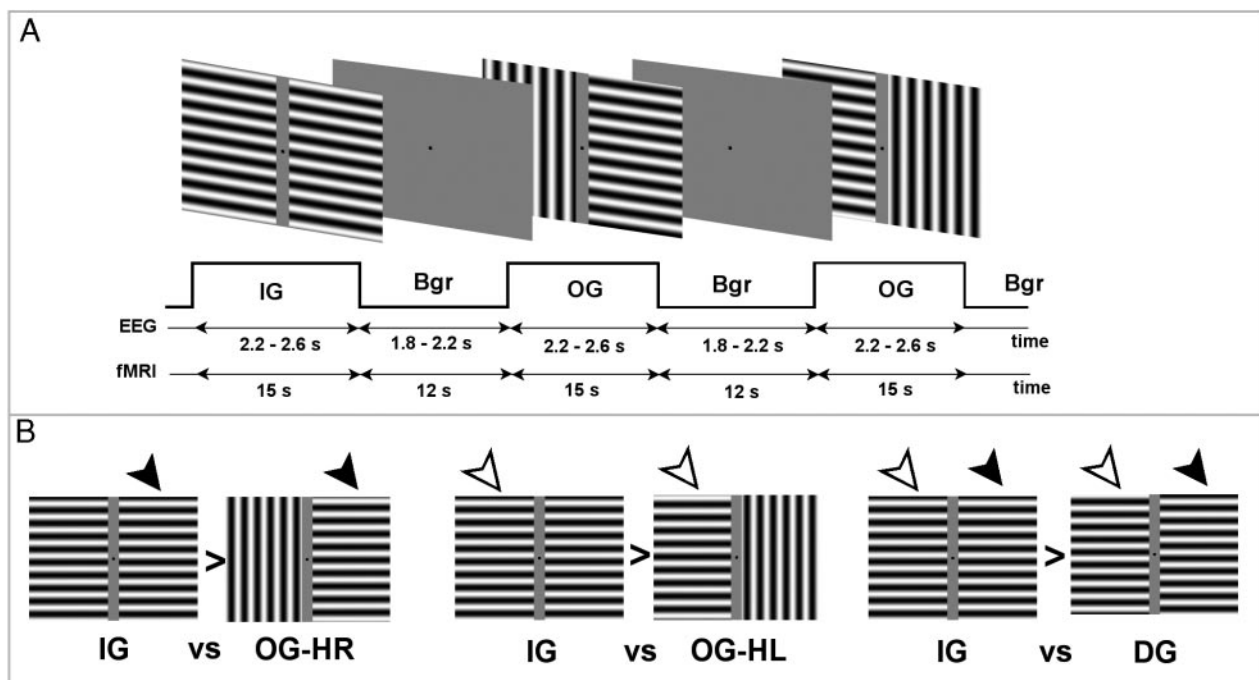 A
IG Bgr OG Bgr OG Bgr
EEG 2.2 - 2.6 s 1.8 - 2.2 s 2.2 - 2.6 s 1.8 - 2.2 s 2.2 - 2.6 s time
fMRI 15 s 12 s 15 s 12 s 15 s time
B
> > >
IG vs OG-HR IG vs OG-HL IG vs DG